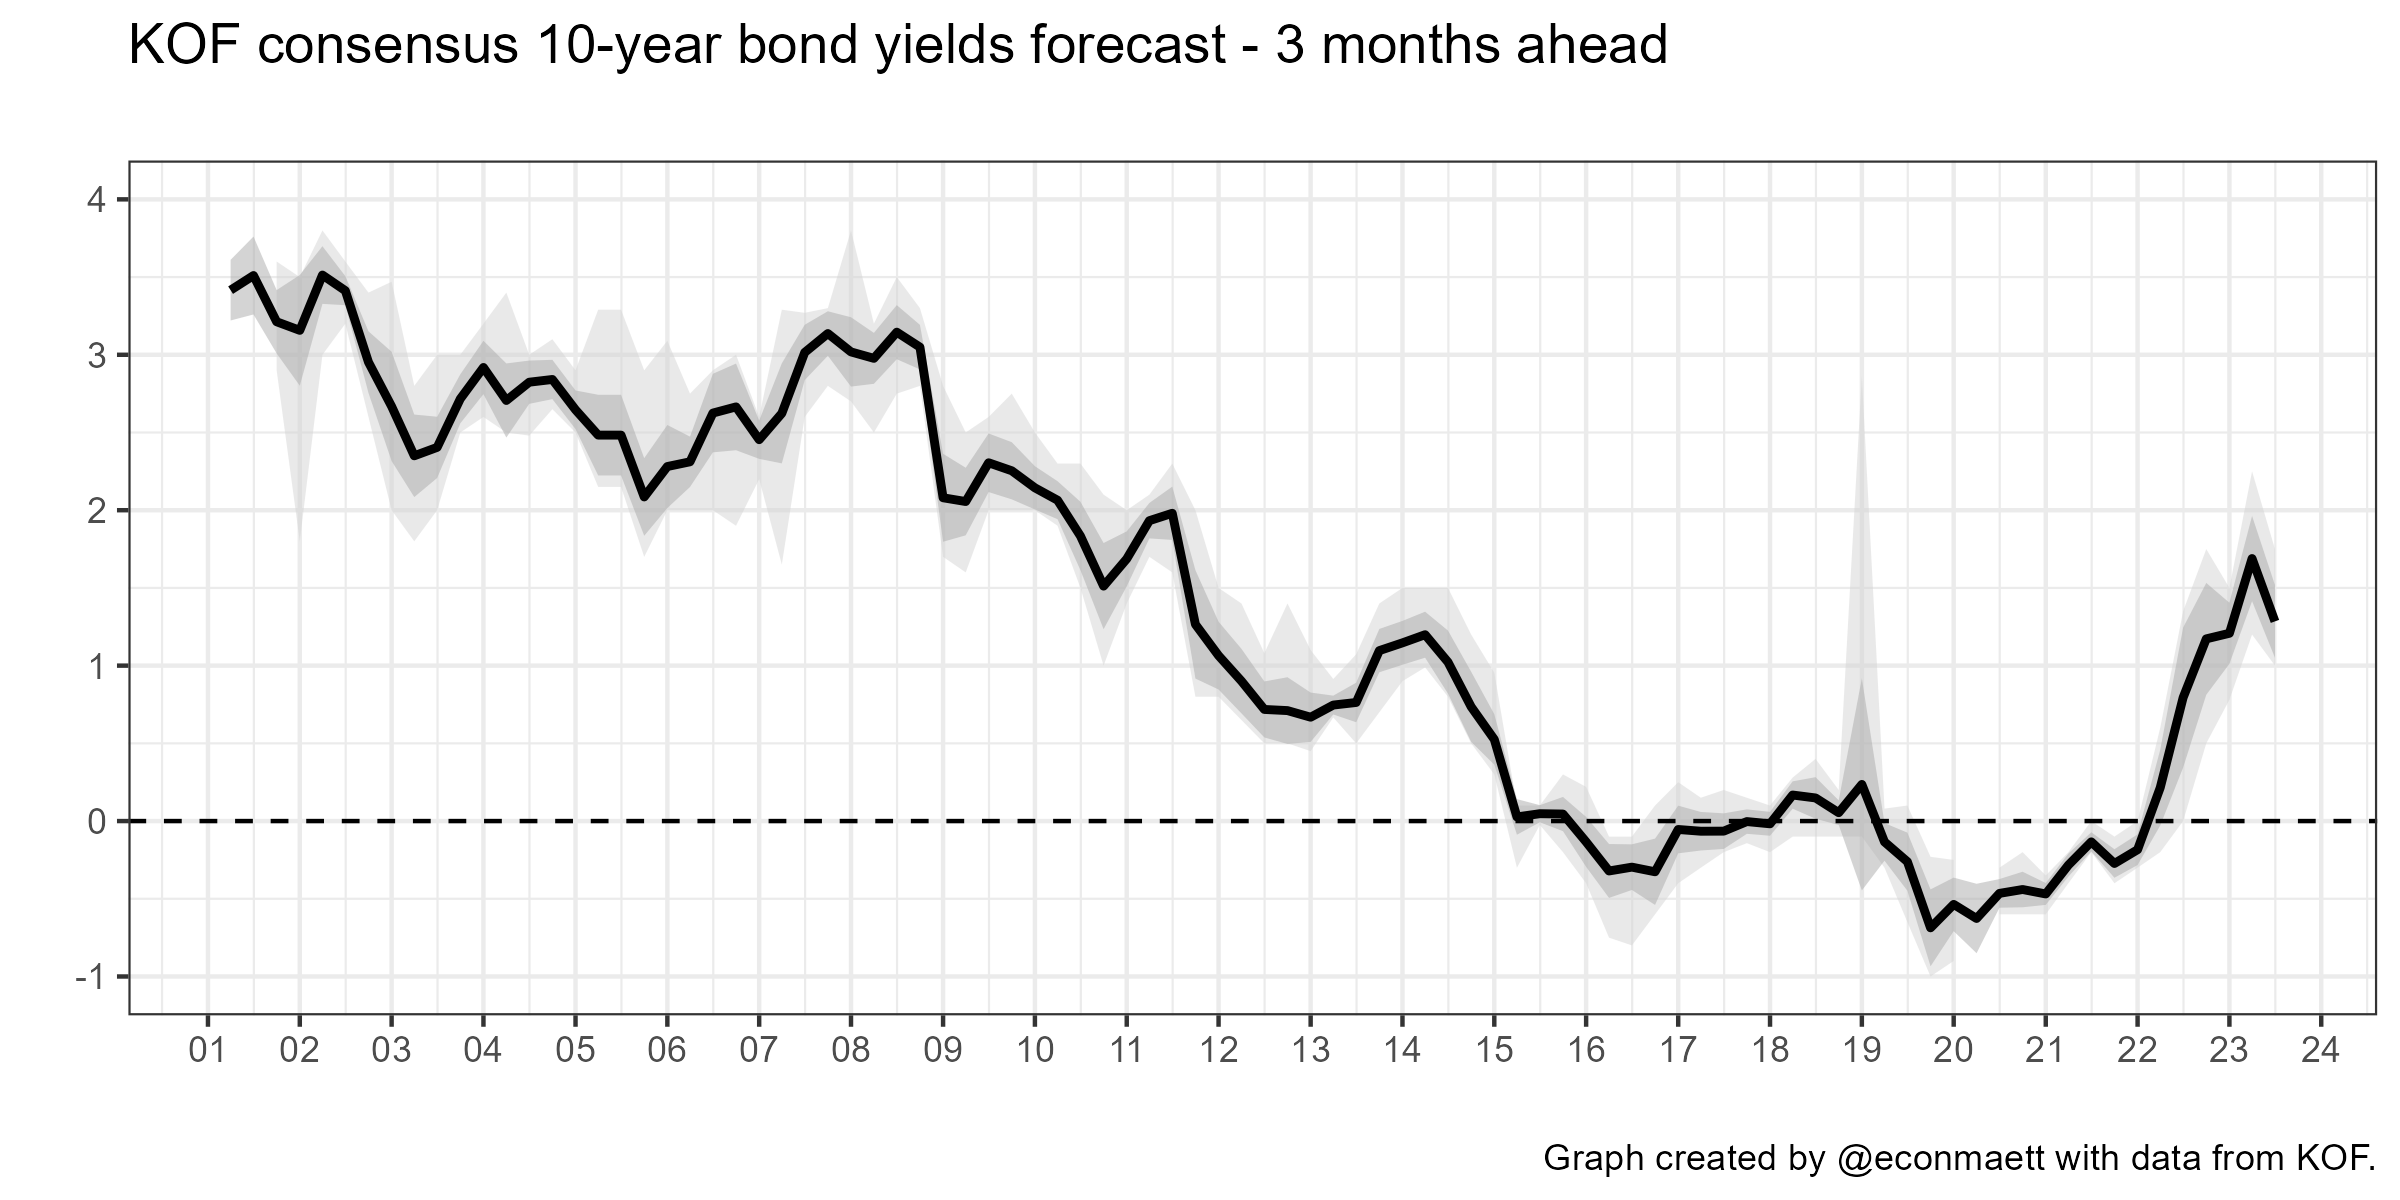 KOF consensus 10-year bond yields forecast - 3 months ahead
4
3
2
1
0
-1
01 02 03 04 05 06 07 08 09 10 11 12 13 14 15 16 17 18 19 20 21 22 23 24
Graph created by @econmaett with data from KOF.